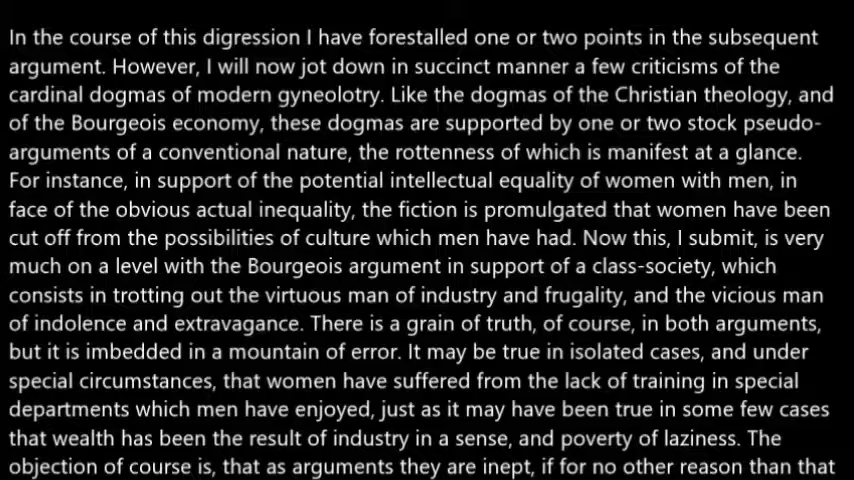 In the course of this digression I have forestalled one or two points in the subsequent
argument. However, I will now jot down in succinct manner a few criticisms of the
cardinal dogmas of modern gyneolotry. Like the dogmas of the Christian theology, and
of the Bourgeois economy, these dogmas are supported by one or two stock pseudo-
arguments of a conventional nature, the rottenness of which is manifest at a glance.
For instance, in support of the potential intellectual equality of women with men, in
face of the obvious actual inequality, the fiction is promulgated that women have been
cut off from the possibilities of culture which men have had. Now this, I submit, is very
much on a level with the Bourgeois argument in support of a class-society, which
consists in trotting out the virtuous man of industry and frugality, and the vicious man
of indolence and extravagance. There is a grain of truth, of course, in both arguments,
but it is imbedded in a mountain of error. It may be true in isolated cases, and under
special circumstances, that women have suffered from the lack of training in special
departments which men have enjoyed, just as it may have been true in some few cases
that wealth has been the result of industry in a sense, and poverty of laziness. The
objection of course is, that as arguments they are inept, if for no other reason than that